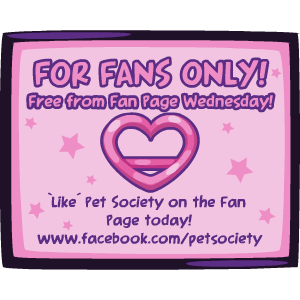 FOR FANS ONLY!
Free from Fan Page Wednesday!
`Like´ Pet Society on the Fan
Page today!
www.facebook.com/petsociety